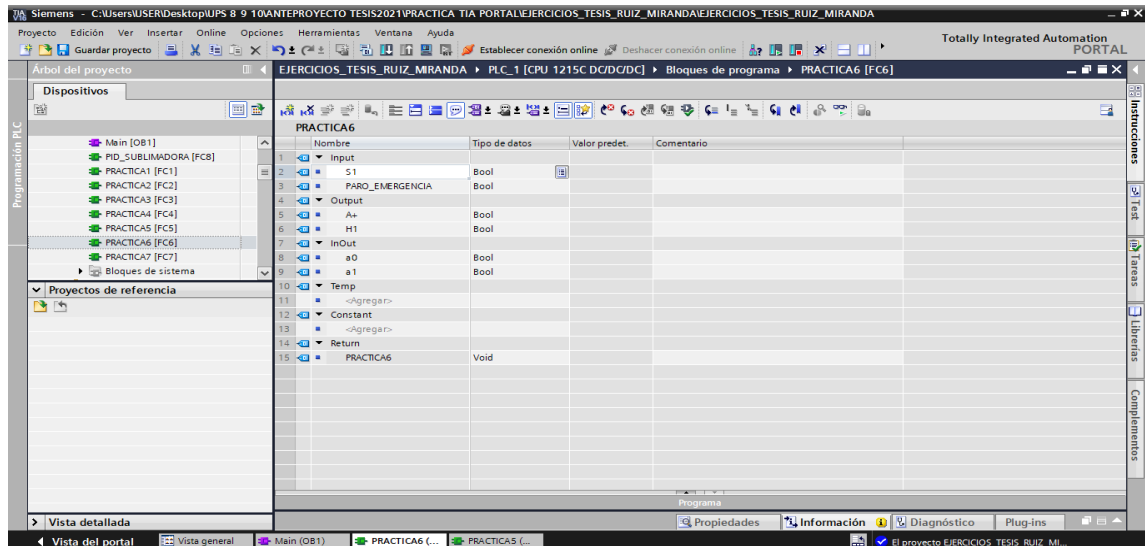 Siemens - C:\Users\USER\Desktop\UPS 8 9 10\ANTEPROYECTO TESIS2021\PRACTICA TIA PORTAL\EJERCICIOS_TESIS_RUIZ_MIRANDA\EJERCICIOS_TESIS_RUIZ_MIRANDA
Proyecto Edición Ver Insertar Online Opciones Herramientas Ventana Ayuda
Totally Integrated Automation
PORTAL
Guardar proyecto
Establecer conexión online
Deshacer conexión online
Árbol del proyecto
EJERCICIOS_TESIS_RUIZ_MIRANDA PLC_1 [CPU 1215C DC/DC/DC] Bloques de programa PRACTICA6 [FC6]
Dispositivos
Programación PLC
Main [OB1]
PID_SUBLIMADORA [FC8]
PRACTICA1 [FC1]
PRACTICA2 [FC2]
PRACTICA3 [FC3]
PRACTICA4 [FC4]
PRACTICA5 [FC5]
PRACTICA6 [FC6]
PRACTICA7 [FC7]
Bloques de sistema
Proyectos de referencia
PRACTICA6
Nombre Tipo de datos Valor predet. Comentario
1 Input
2 S1 Bool
3 PARO_EMERGENCIA Bool
4 Output
5 A+ Bool
6 H1 Bool
7 InOut
8 a0 Bool
9 a1 Bool
10 Temp
11 <Agregar>
12 Constant
13 <Agregar>
14 Return
15 PRACTICA6 Void
Programa
Instrucciones
Test
Tareas
Librerías
Complementos
Vista detallada
Propiedades Información Diagnóstico Plug-ins
Vista del portal Vista general Main (OB1) PRACTICA6 (... PRACTICA5 (...
El proyecto EJERCICIOS_TESIS_RUIZ_MI...